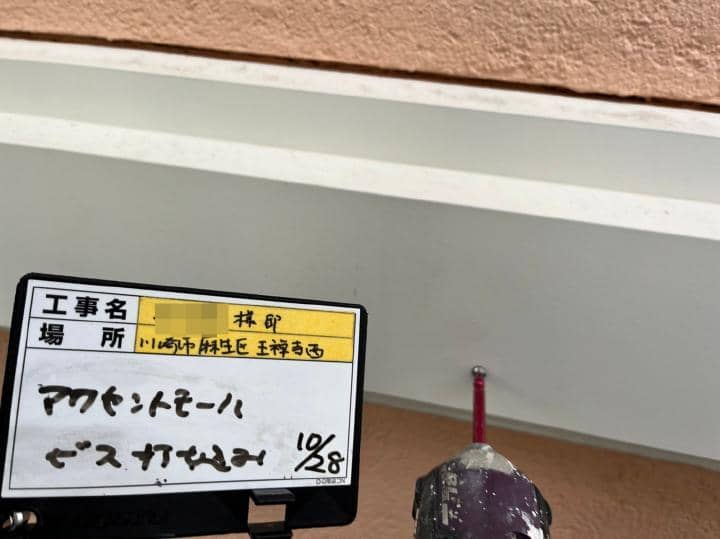 工事名 様邸
場所 川崎市麻生区王禅寺西
アクセントモール
ビス打ち込み 10/28